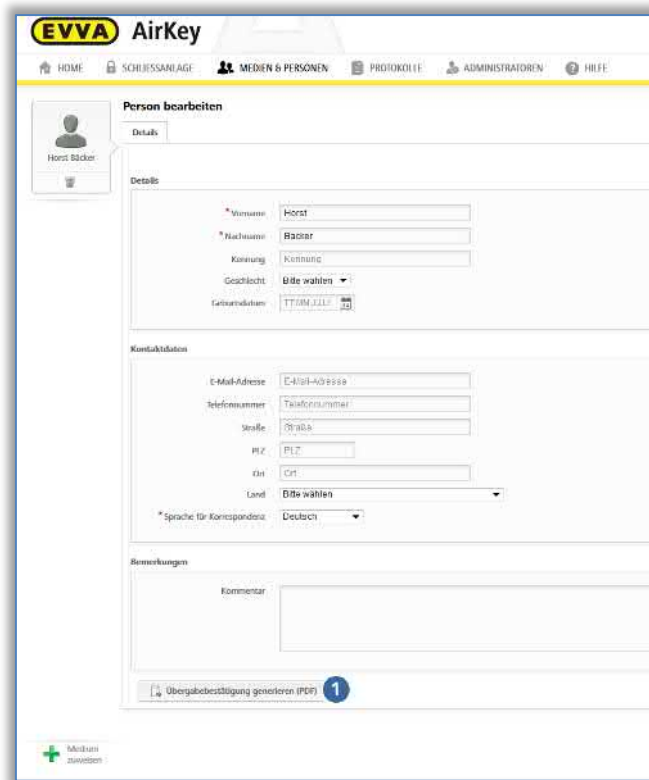 EVVA AirKey
HOME SCHLIESSANLAGE MEDIEN & PERSONEN PROTOKOLLE ADMINISTRATOREN HILFE
Person bearbeiten
Details
Horst Bäcker
Details
* Vorname Horst
* Nachname Bäcker
Kennung Kennung
Geschlecht Bitte wählen
Geburtsdatum TT.MM.JJJJ
Kontaktdaten
E-Mail-Adresse E-Mail-Adresse
Telefonnummer Telefonnummer
Straße Straße
PLZ PLZ
Ort Ort
Land Bitte wählen
* Sprache für Korrespondenz Deutsch
Bemerkungen
Kommentar
Übergabebestätigung generieren (PDF) 1
Medium
zuweisen